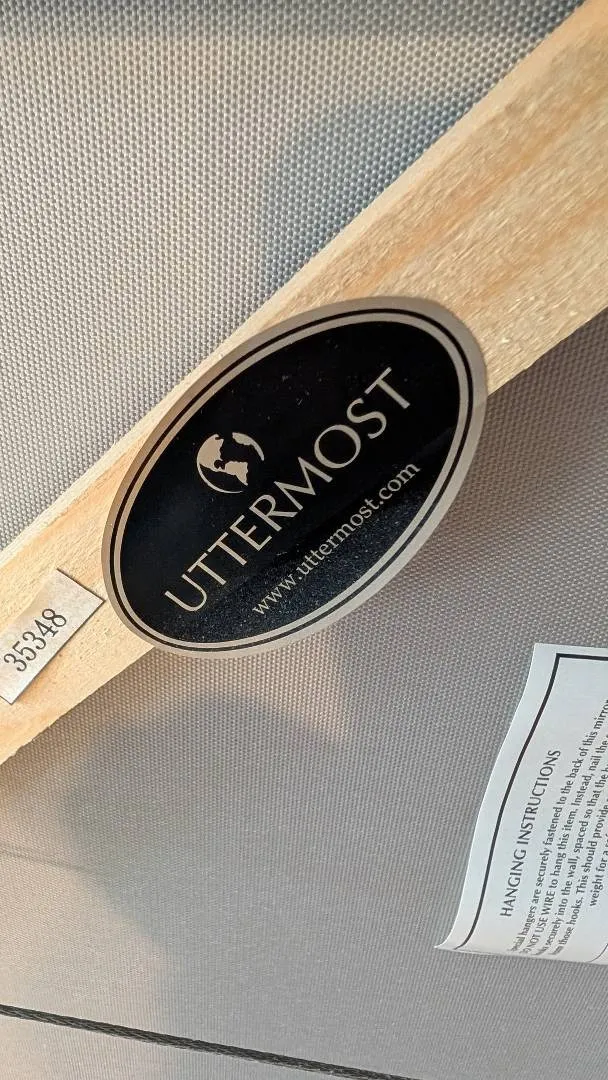 UTTERMOST
www.uttermost.com
35348
HANGING INSTRUCTIONS
hangers are securely fastened to the back of this mirror
NOT USE WIRE to hang this item. Instead, nail the
securely into the wall, spaced so that the
those hooks. This should provide
weight for a